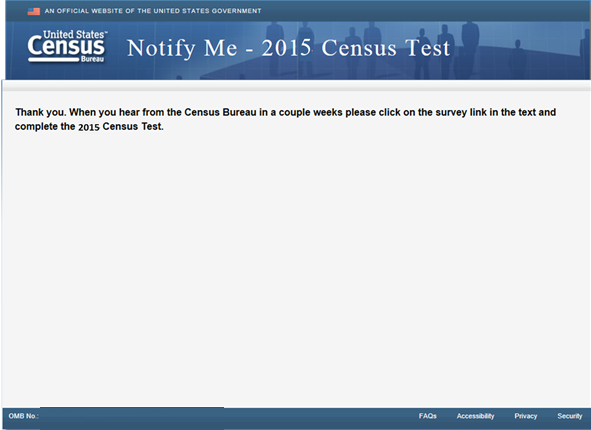 AN OFFICIAL WEBSITE OF THE UNITED STATES GOVERNMENT
United States™
Census
Bureau
Notify Me - 2015 Census Test
Thank you. When you hear from the Census Bureau in a couple weeks please click on the survey link in the text and
complete the 2015 Census Test.
OMB No.: FAQs Accessibility Privacy Security